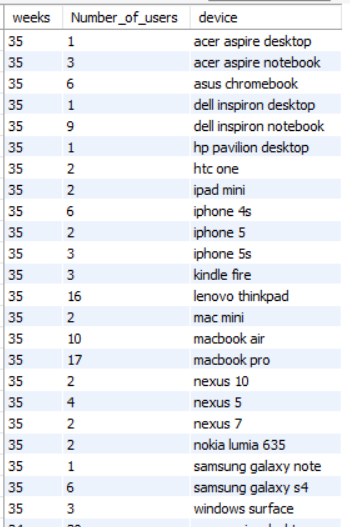 weeks Number_of_users device
35 1 acer aspire desktop
35 3 acer aspire notebook
35 6 asus chromebook
35 1 dell inspiron desktop
35 9 dell inspiron notebook
35 1 hp pavilion desktop
35 2 htc one
35 2 ipad mini
35 6 iphone 4s
35 2 iphone 5
35 3 iphone 5s
35 3 kindle fire
35 16 lenovo thinkpad
35 2 mac mini
35 10 macbook air
35 17 macbook pro
35 2 nexus 10
35 4 nexus 5
35 2 nexus 7
35 2 nokia lumia 635
35 1 samsung galaxy note
35 6 samsung galaxy s4
35 3 windows surface